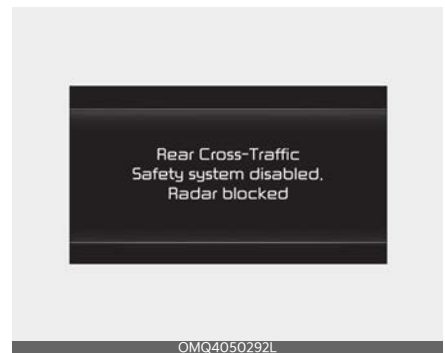 Rear Cross-Traffic
Safety system disabled,
Radar blocked
OMQ4050292L